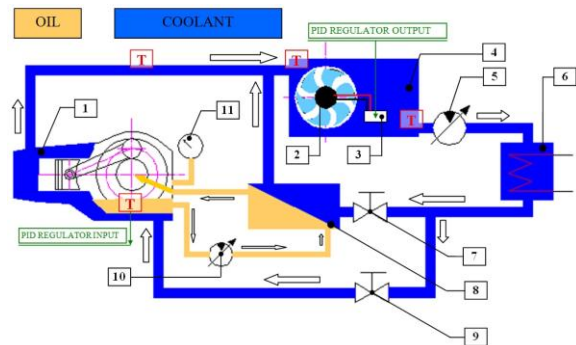 OIL
COOLANT
PID REGULATOR OUTPUT
T
T
4
5
6
1
11
T
2
3
T
PID REGULATOR INPUT
10
7
8
9